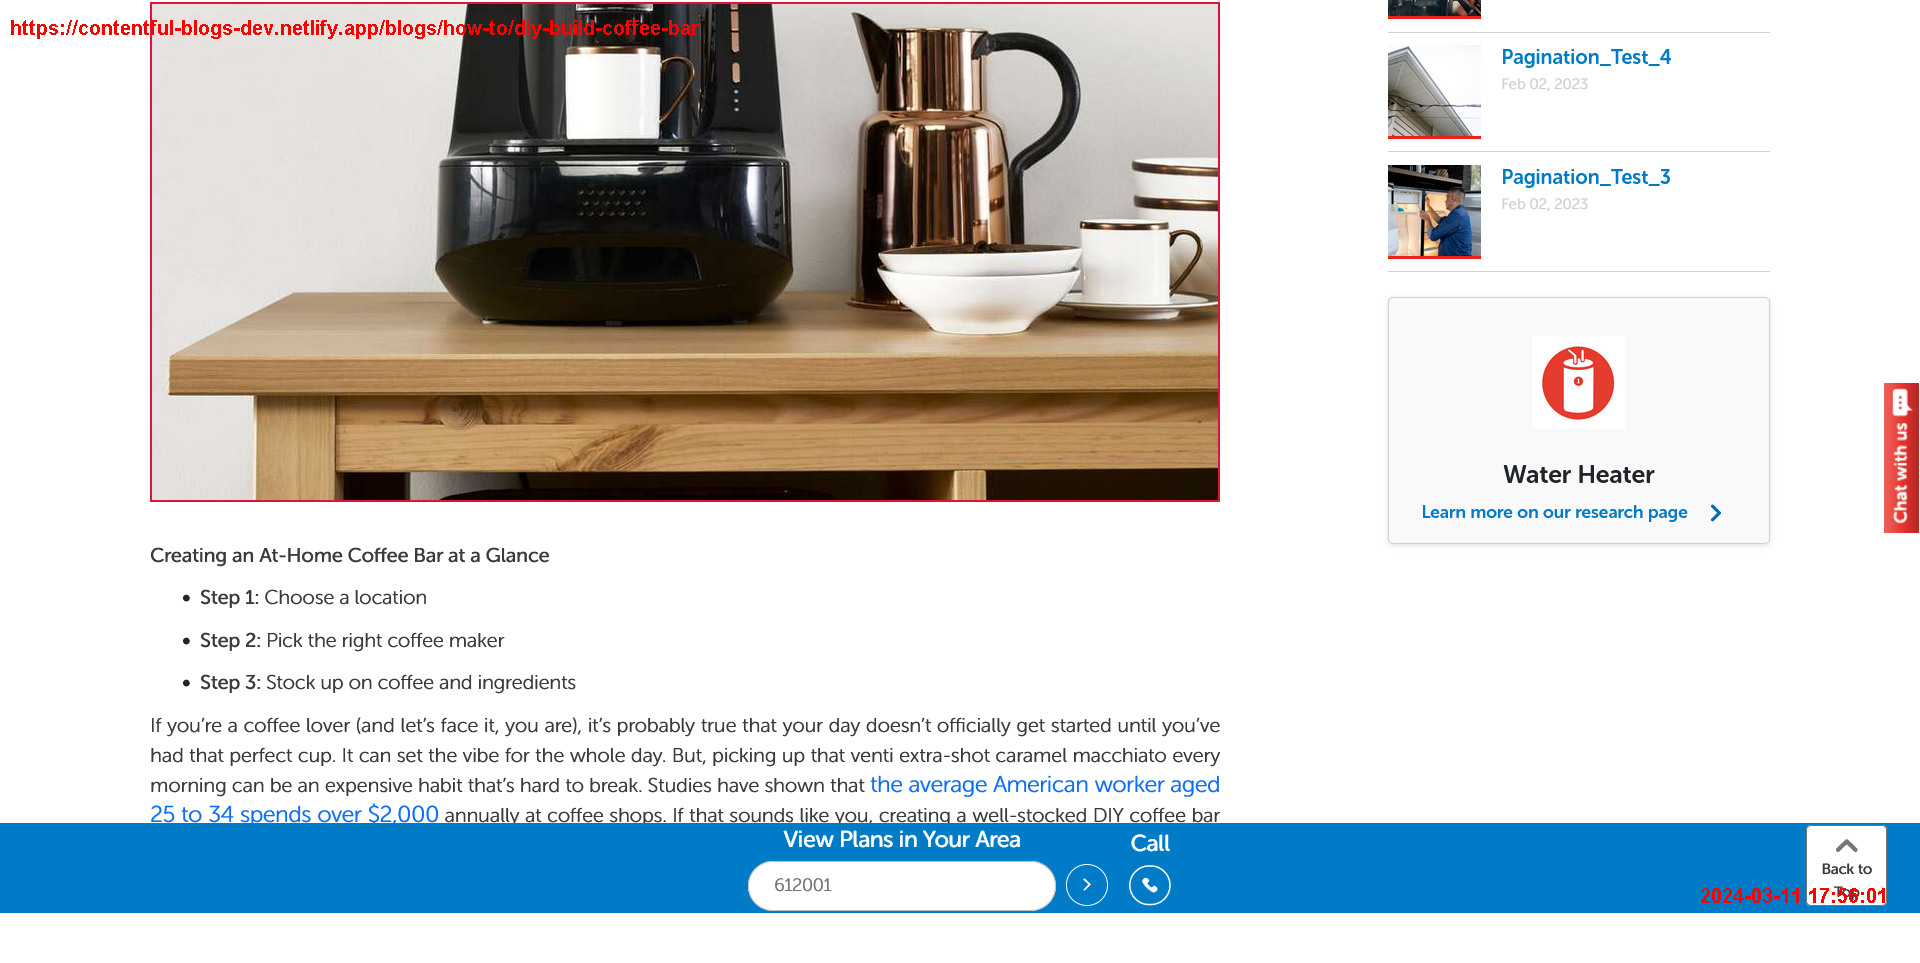 https://contentful-blogs-dev.netlify.app/blogs/how-to/diy-build-coffee-bar
Pagination_Test_4
Feb 02, 2023
Pagination_Test_3
Feb 02, 2023
Water Heater
Learn more on our research page
Chat with us
Creating an At-Home Coffee Bar at a Glance
• Step 1: Choose a location
• Step 2: Pick the right coffee maker
• Step 3: Stock up on coffee and ingredients
If you’re a coffee lover (and let’s face it, you are), it’s probably true that your day doesn’t officially get started until you’ve
had that perfect cup. It can set the vibe for the whole day. But, picking up that venti extra-shot caramel macchiato every
morning can be an expensive habit that’s hard to break. Studies have shown that the average American worker aged
25 to 34 spends over $2,000 annually at coffee shops. If that sounds like you, creating a well-stocked DIY coffee bar
View Plans in Your Area
612001
Call
Back to
Top
2024-03-11 17:56:01